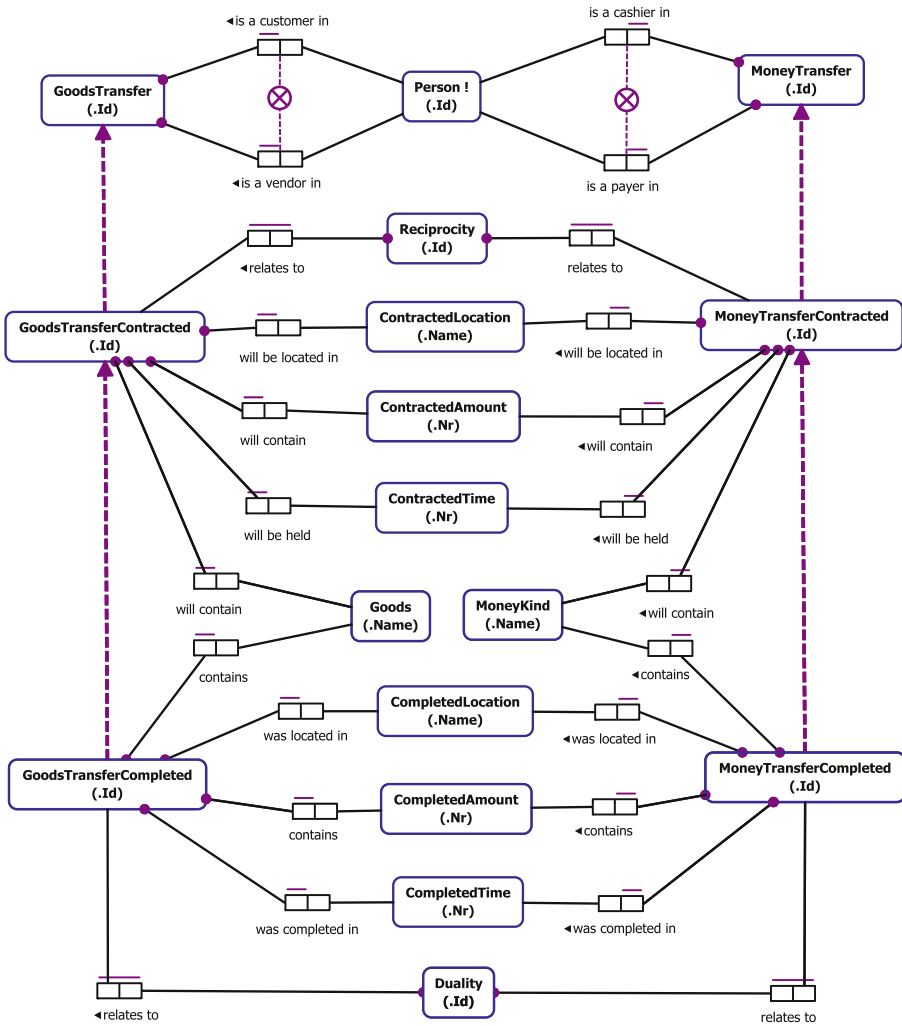 ◄is a customer in
is a cashier in
GoodsTransfer
(.Id)
Person !
(.Id)
MoneyTransfer
(.Id)
◄is a vendor in
is a payer in
Reciprocity
(.Id)
◄relates to
relates to
GoodsTransferContracted
(.Id)
ContractedLocation
(.Name)
MoneyTransferContracted
(.Id)
will be located in
◄will be located in
ContractedAmount
(.Nr)
will contain
◄will contain
ContractedTime
(.Nr)
will be held
◄will be held
Goods
(.Name)
MoneyKind
(.Name)
will contain
◄will contain
contains
◄contains
CompletedLocation
(.Name)
was located in
◄was located in
GoodsTransferCompleted
(.Id)
MoneyTransferCompleted
(.Id)
CompletedAmount
(.Nr)
contains
◄contains
CompletedTime
(.Nr)
was completed in
◄was completed in
Duality
(.Id)
◄relates to
relates to